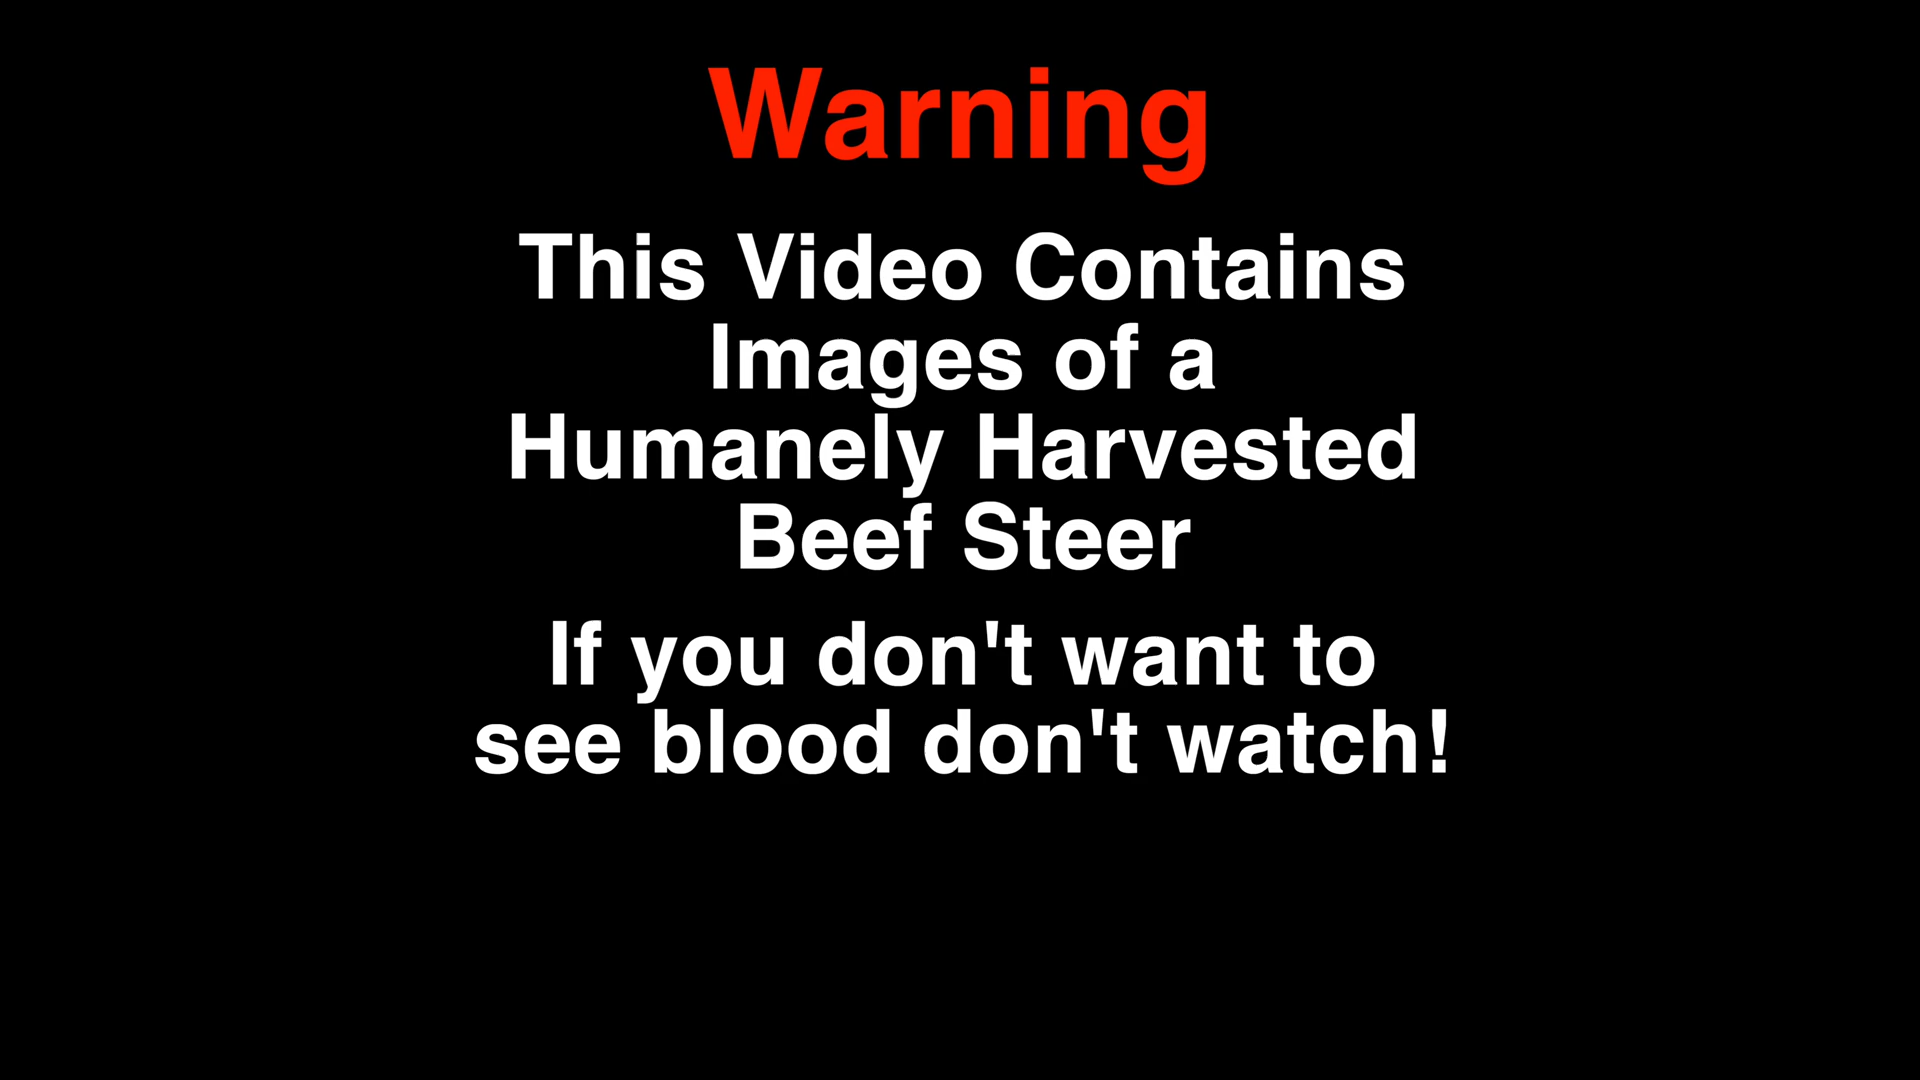 Warning
This Video Contains
Images of a
Humanely Harvested
Beef Steer
If you don't want to
see blood don't watch!